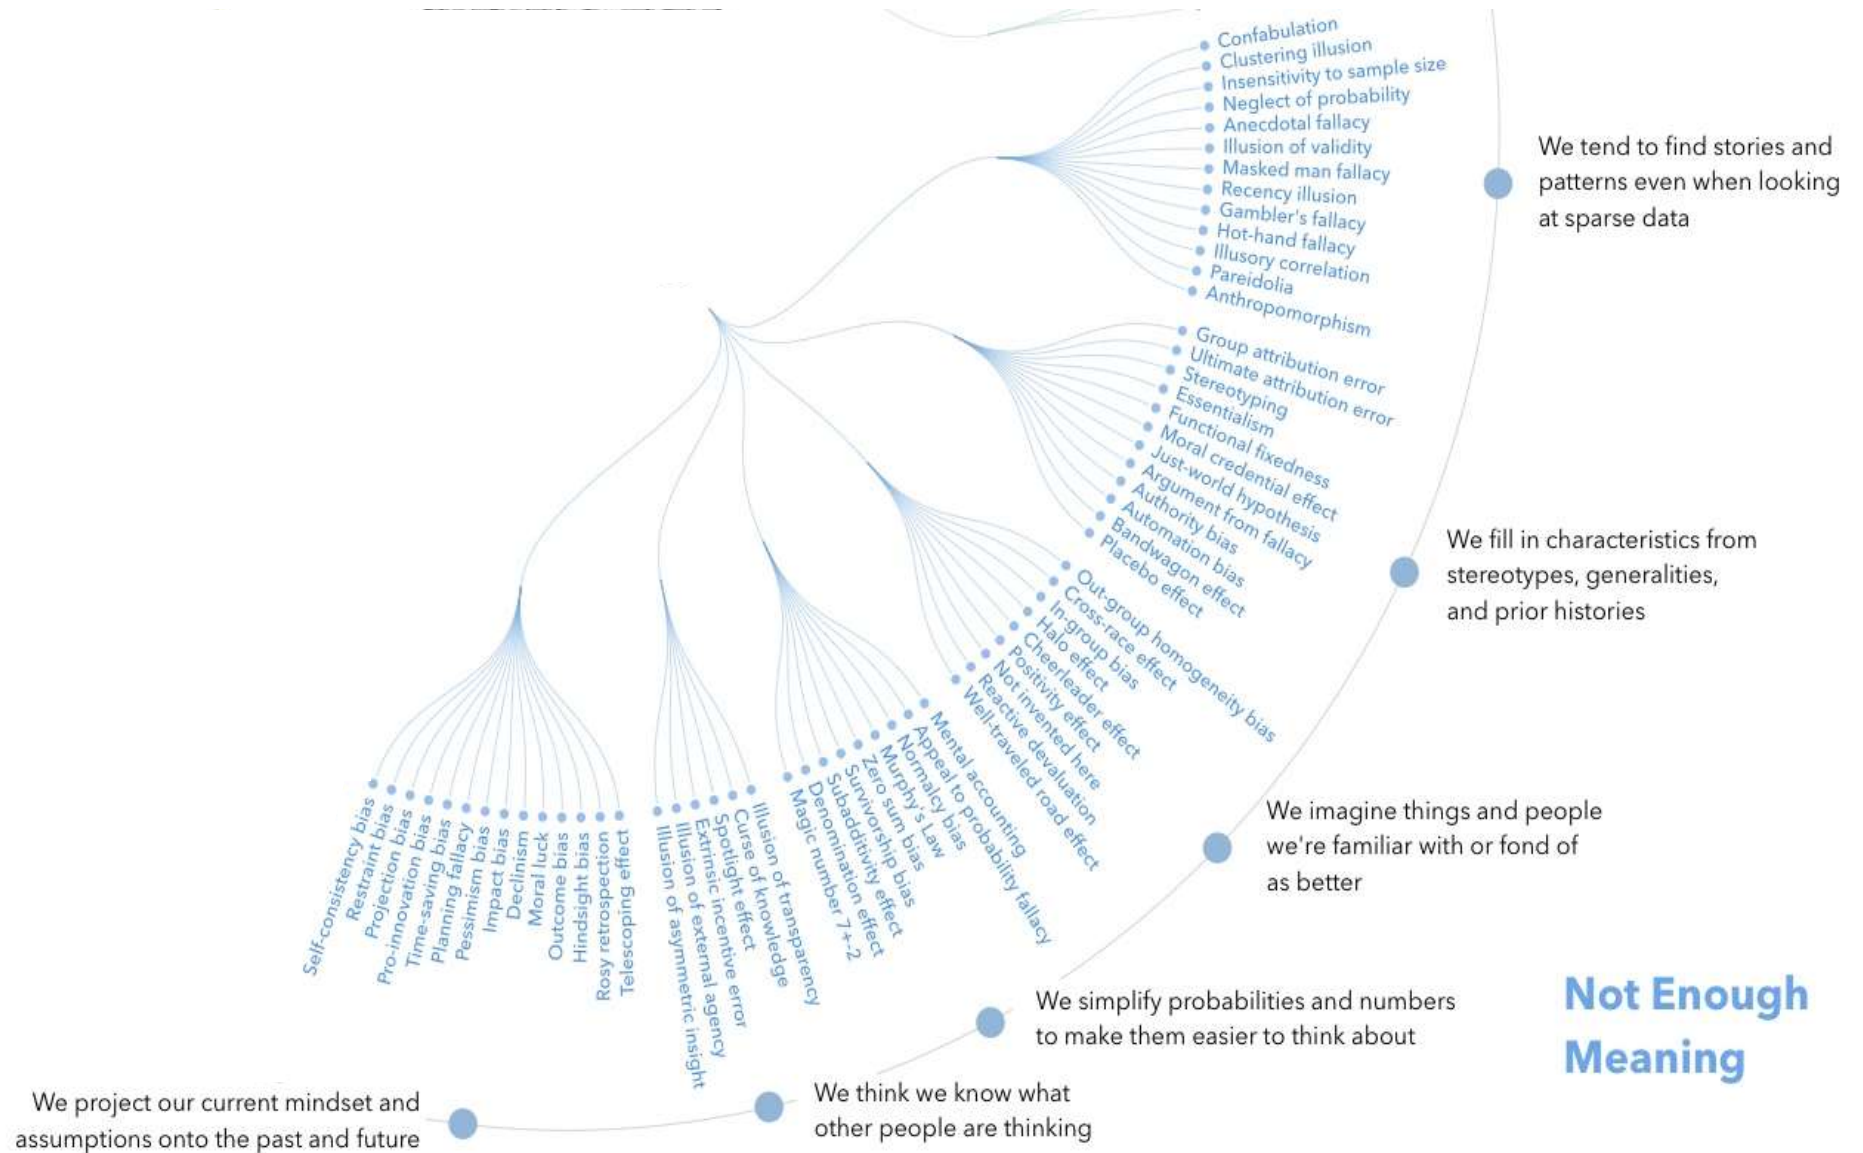 Confabulation
Clustering illusion
Insensitivity to sample size
Neglect of probability
Anecdotal fallacy
Illusion of validity
Masked man fallacy
Recency illusion
Gambler's fallacy
Hot-hand fallacy
Illusory correlation
Pareidolia
Anthropomorphism
We tend to find stories and
patterns even when looking
at sparse data
Group attribution error
Ultimate attribution error
Stereotyping
Essentialism
Functional fixedness
Moral credential effect
Just-world hypothesis
Argument from fallacy
Authority bias
Automation bias
Bandwagon effect
Placebo effect
We fill in characteristics from
stereotypes, generalities,
and prior histories
Out-group homogeneity bias
Cross-race effect
In-group bias
Halo effect
Cheerleader effect
Positivity effect
Not invented here
Reactive devaluation
Well-traveled road effect
We imagine things and people
we're familiar with or fond of
as better
Mental accounting
Appeal to probability fallacy
Normalcy bias
Murphy's Law
Zero sum bias
Survivorship bias
Subadditivity effect
Denomination effect
Magic number 7+-2
We simplify probabilities and numbers
to make them easier to think about
Illusion of transparency
Curse of knowledge
Spotlight effect
Extrinsic incentive error
Illusion of external agency
Illusion of asymmetric insight
We think we know what
other people are thinking
Telescoping effect
Rosy retrospection
Hindsight bias
Outcome bias
Moral luck
Declinism
Impact bias
Pessimism bias
Planning fallacy
Time-saving bias
Pro-innovation bias
Projection bias
Restraint bias
Self-consistency bias
We project our current mindset and
assumptions onto the past and future
Not Enough
Meaning